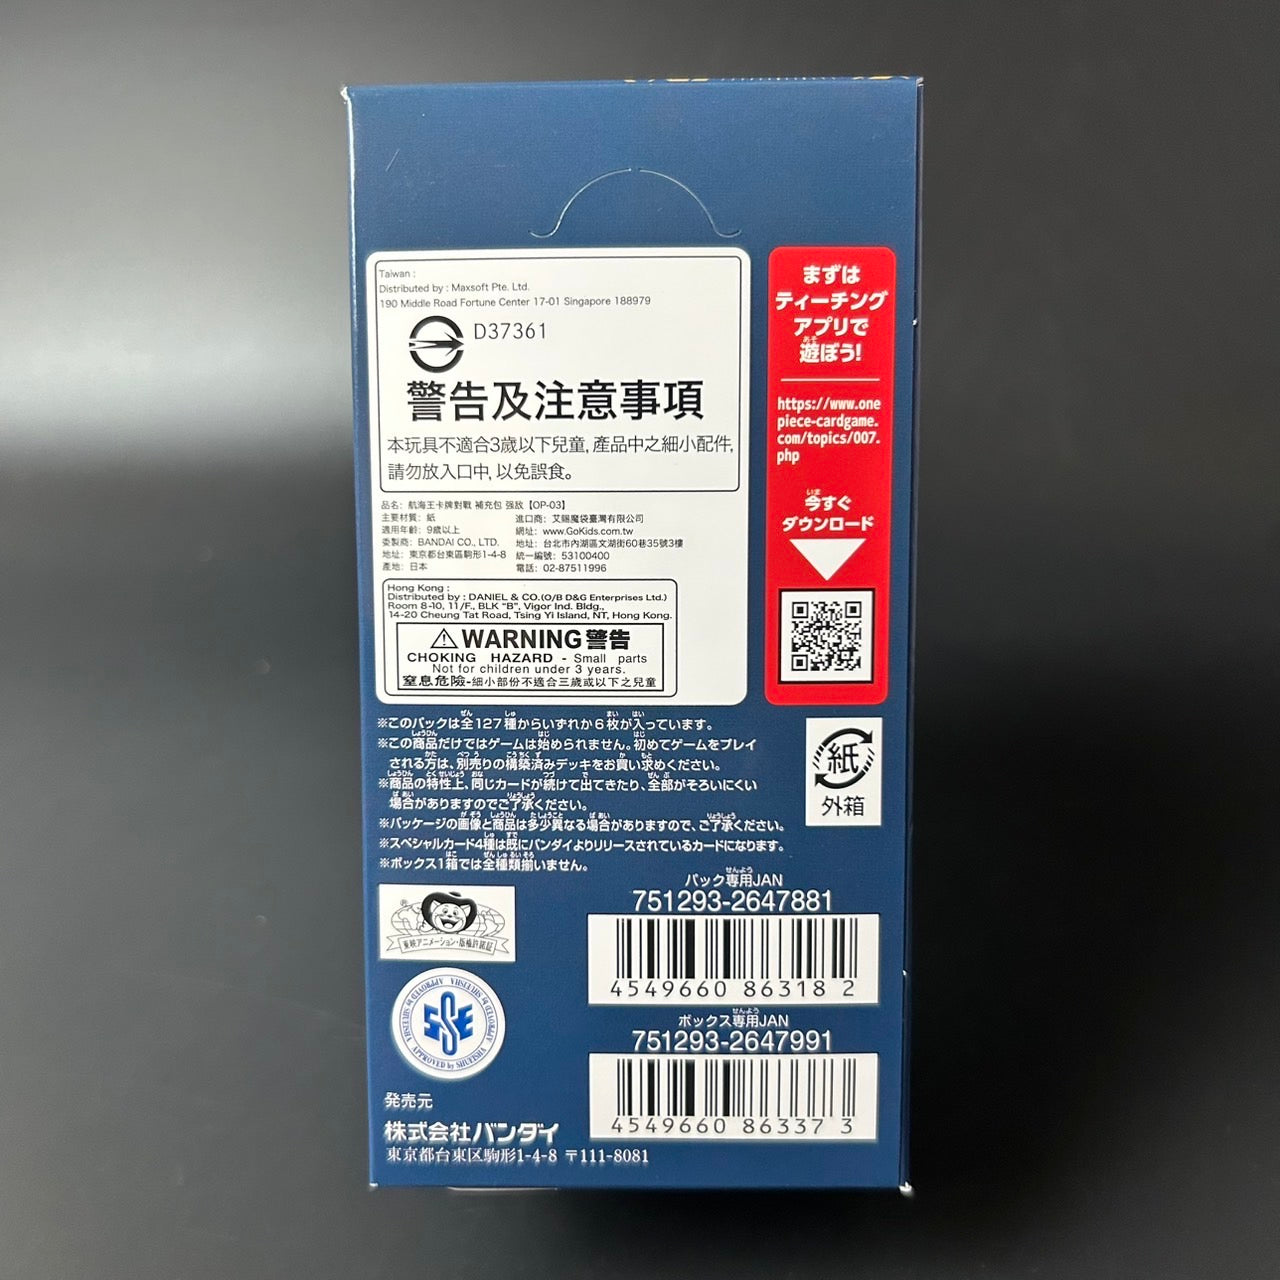 Taiwan :
Distributed by : Maxsoft Pte. Ltd.
190 Middle Road Fortune Center 17-01 Singapore 188979
D37361
警告及注意事項
本玩具不適合3歲以下兒童, 產品中之細小配件,
請勿放入口中, 以免誤食。
品名：航海王卡牌對戰 補充包 强敌【OP-03】
主要材質：紙
適用年齡：9歲以上
委製商：BANDAI CO., LTD.
地址：東京都台東區駒形1-4-8
產地：日本
進口商：艾賜魔袋臺灣有限公司
網址：www.GoKids.com.tw
地址：台北市內湖區文湖街60巷35號3樓
統一編號：53100400
電話：02-87511996
Hong Kong :
Distributed by : DANIEL & CO.(O/B D&G Enterprises Ltd.)
Room 8-10, 11/F., BLK “B”, Vigor Ind. Bldg.,
14-20 Cheung Tat Road, Tsing Yi Island, NT, Hong Kong.
⚠WARNING 警告
CHOKING HAZARD - Small parts
Not for children under 3 years.
窒息危險-細小部份不適合三歲或以下之兒童
まずは
ティーチング
アプリで
遊ぼう!
https://www.one
piece-cardgame.
com/topics/007.
php
今すぐ
ダウンロード
※このパックは全127種からいずれか6枚が入っています。
※この商品だけではゲームは始められません。初めてゲームをプレイ
される方は、別売りの構築済みデッキをお買い求めください。
※商品の特性上、同じカードが続けて出てきたり、全部がそろいにくい
場合がありますのでご了承ください。
※パッケージの画像と商品は多少異なる場合がありますので、ご了承ください。
※スペシャルカード4種は既にバンダイよりリリースされているカードになります。
※ボックス1箱では全種類揃いません。
紙
外箱
パック専用JAN
751293-2647881
4549660 86318 2
ボックス専用JAN
751293-2647991
4549660 86337 3
東映アニメーション・版権許諾証
APPROVED by SHUEISHA
発売元
株式会社バンダイ
東京都台東区駒形1-4-8 〒111-8081